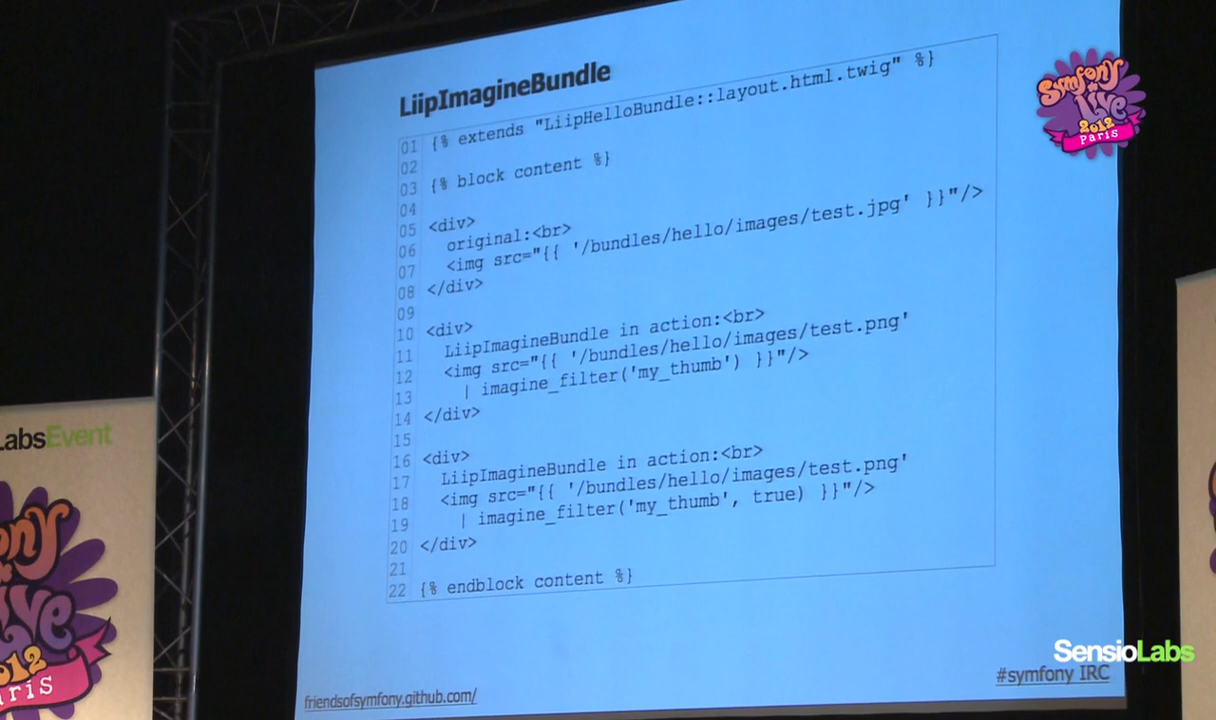 LiipImagineBundle
01 {% extends "LiipHelloBundle::layout.html.twig" %}
02
03 {% block content %}
04
05 <div>
06 original:<br>
07 <img src="{{ '/bundles/hello/images/test.jpg' }}"/>
08 </div>
09
10 <div>
11 LiipImagineBundle in action:<br>
12 <img src="{{ '/bundles/hello/images/test.png'
13 | imagine_filter('my_thumb') }}"/>
14 </div>
15
16 <div>
17 LiipImagineBundle in action:<br>
18 <img src="{{ '/bundles/hello/images/test.png'
19 | imagine_filter('my_thumb', true) }}"/>
20 </div>
21
22 {% endblock content %}
friendsofsymfony.github.com/
#symfony IRC
Symfony
Live
2012
Paris
SensioLabs
LabsEvent
ony
ive
012
aris